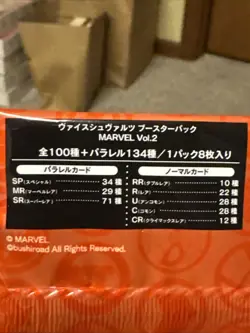 ヴァイスシュヴァルツ ブースターパック
MARVEL Vol.2
全100種+パラレル134種/1パック8枚入り
パラレルカード
SP(スペシャル) 34種
MR(マーベルレア) 29種
SR(スーパーレア) 71種
ノーマルカード
RR(ダブルレア) 10種
R(レア) 22種
U(アンコモン) 28種
C(コモン) 28種
CR(クライマックスレア) 12種
© MARVEL
©bushiroad All Rights Reserved.